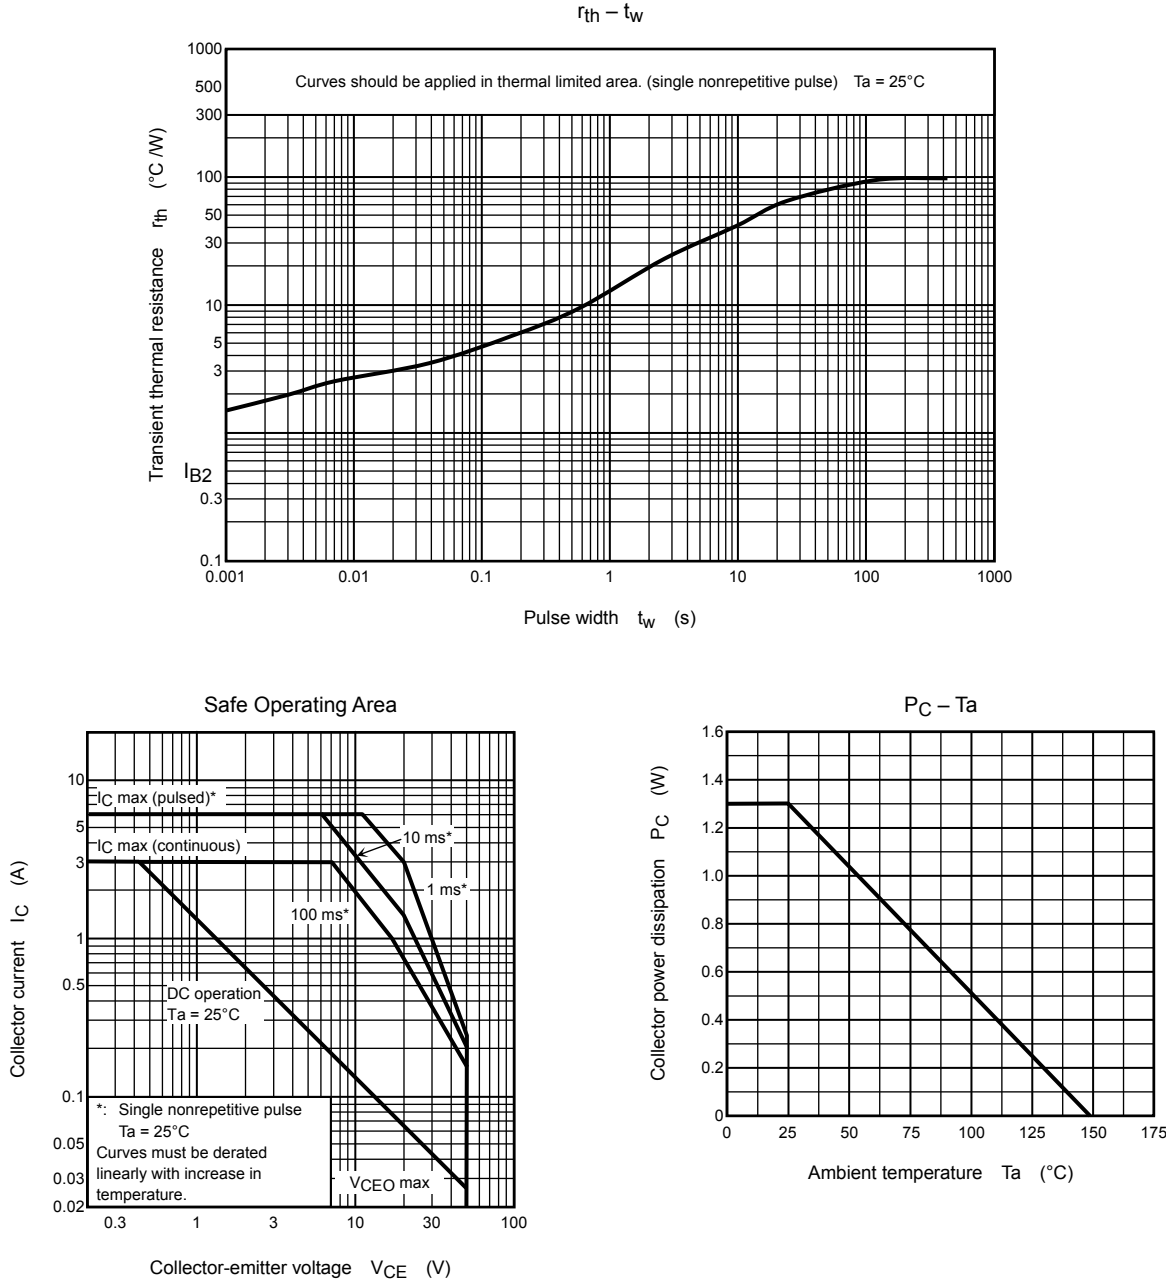 rth – tw
Transient thermal resistance rth (°C /W)
1000
500
300
100
50
30
10
5
3
IB2
0.3
0.1
Curves should be applied in thermal limited area. (single nonrepetitive pulse) Ta = 25°C
0.001 0.01 0.1 1 10 100 1000
Pulse width tw (s)
Safe Operating Area
Collector current IC (A)
10
5
3
1
0.5
0.1
0.05
0.03
0.02
IC max (pulsed)*
IC max (continuous)
10 ms*
1 ms*
100 ms*
DC operation
Ta = 25°C
*: Single nonrepetitive pulse
Ta = 25°C
Curves must be derated
linearly with increase in
temperature.
VCEO max
0.3 1 3 10 30 100
Collector-emitter voltage VCE (V)
PC – Ta
Collector power dissipation PC (W)
1.6
1.4
1.2
1.0
0.8
0.6
0.4
0.2
0
0 25 50 75 100 125 150 175
Ambient temperature Ta (°C)